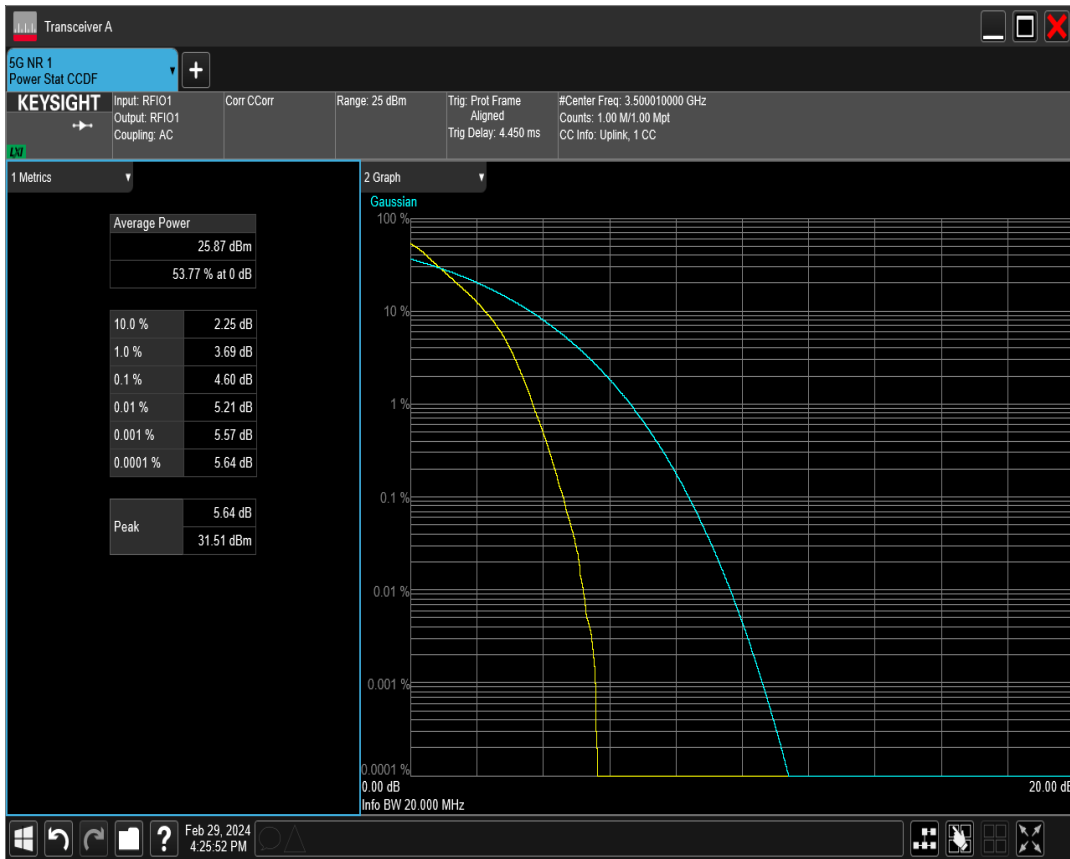 Transceiver A
5G NR 1
Power Stat CCDF
+
KEYSIGHT
LXI
Input: RFIO1
Output: RFIO1
Coupling: AC
Corr CCorr
Range: 25 dBm
Trig: Prot Frame
Aligned
Trig Delay: 4.450 ms
#Center Freq: 3.500010000 GHz
Counts: 1.00 M/1.00 Mpt
CC Info: Uplink, 1 CC
1 Metrics
Average Power
25.87 dBm
53.77 % at 0 dB
10.0 % 2.25 dB
1.0 % 3.69 dB
0.1 % 4.60 dB
0.01 % 5.21 dB
0.001 % 5.57 dB
0.0001 % 5.64 dB
Peak 5.64 dB
31.51 dBm
2 Graph
Gaussian
100 %
10 %
1 %
0.1 %
0.01 %
0.001 %
0.0001 %
0.00 dB 20.00 dB
Info BW 20.000 MHz
? Feb 29, 2024
4:25:52 PM